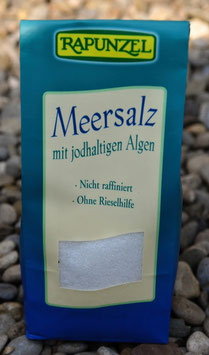 RAPUNZEL
Meersalz
mit jodhaltigen Algen
· Nicht raffiniert
· Ohne Rieselhilfe